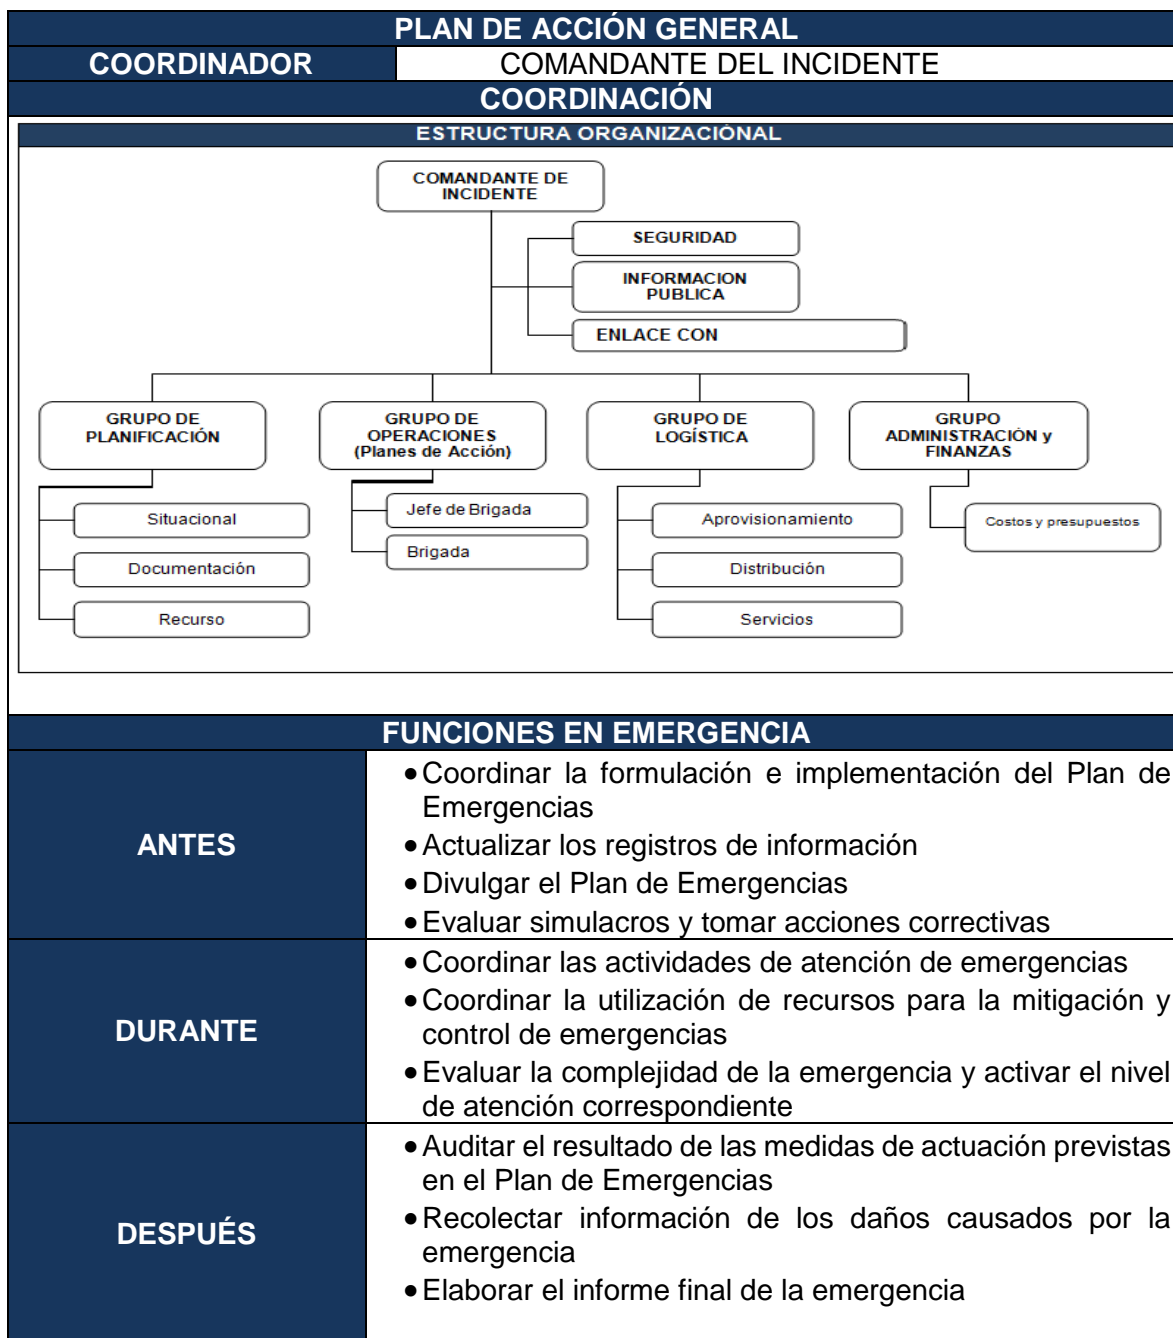 PLAN DE ACCIÓN GENERAL
COORDINADOR
COMANDANTE DEL INCIDENTE
COORDINACIÓN
ESTRUCTURA ORGANIZACIÓNAL
COMANDANTE DE
INCIDENTE
SEGURIDAD
INFORMACION
PUBLICA
ENLACE CON
GRUPO DE
PLANIFICACIÓN
GRUPO DE
OPERACIONES
(Planes de Acción)
GRUPO DE
LOGÍSTICA
GRUPO
ADMINISTRACIÓN y
FINANZAS
Situacional
Documentación
Recurso
Jefe de Brigada
Brigada
Aprovisionamiento
Distribución
Servicios
Costos y presupuestos
FUNCIONES EN EMERGENCIA
ANTES
• Coordinar la formulación e implementación del Plan de
Emergencias
• Actualizar los registros de información
• Divulgar el Plan de Emergencias
• Evaluar simulacros y tomar acciones correctivas
DURANTE
• Coordinar las actividades de atención de emergencias
• Coordinar la utilización de recursos para la mitigación y
control de emergencias
• Evaluar la complejidad de la emergencia y activar el nivel
de atención correspondiente
DESPUÉS
• Auditar el resultado de las medidas de actuación previstas
en el Plan de Emergencias
• Recolectar información de los daños causados por la
emergencia
• Elaborar el informe final de la emergencia